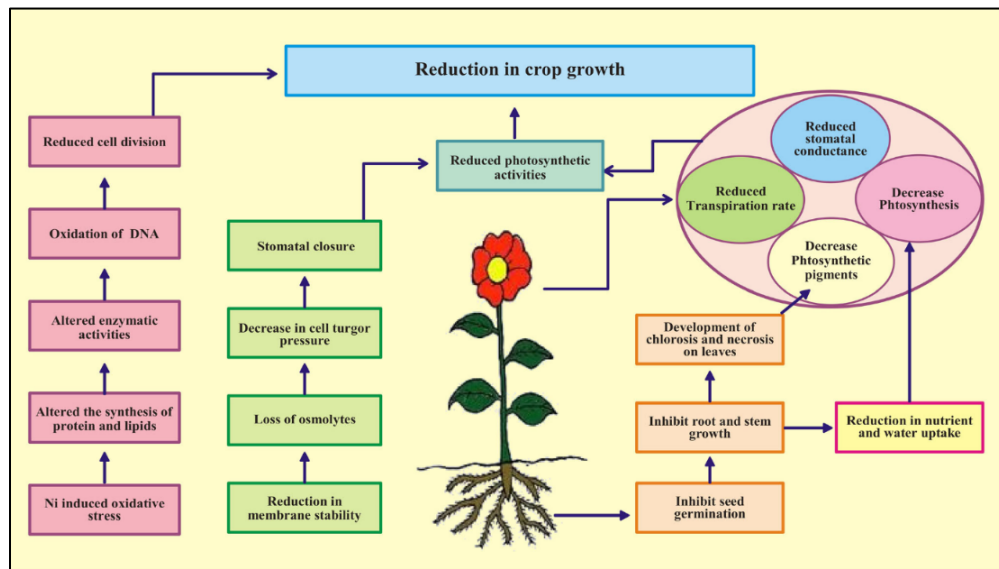 Reduction in crop growth
Reduced cell division
Oxidation of DNA
Altered enzymatic
activities
Altered the synthesis of
protein and lipids
Ni induced oxidative
stress
Stomatal closure
Decrease in cell turgor
pressure
Loss of osmolytes
Reduction in
membrane stability
Reduced photosynthetic
activities
Reduced
stomatal
conductance
Reduced
Transpiration rate
Decrease
Phtosynthesis
Decrease
Phtosynthetic
pigments
Development of
chlorosis and necrosis
on leaves
Inhibit root and stem
growth
Reduction in nutrient
and water uptake
Inhibit seed
germination